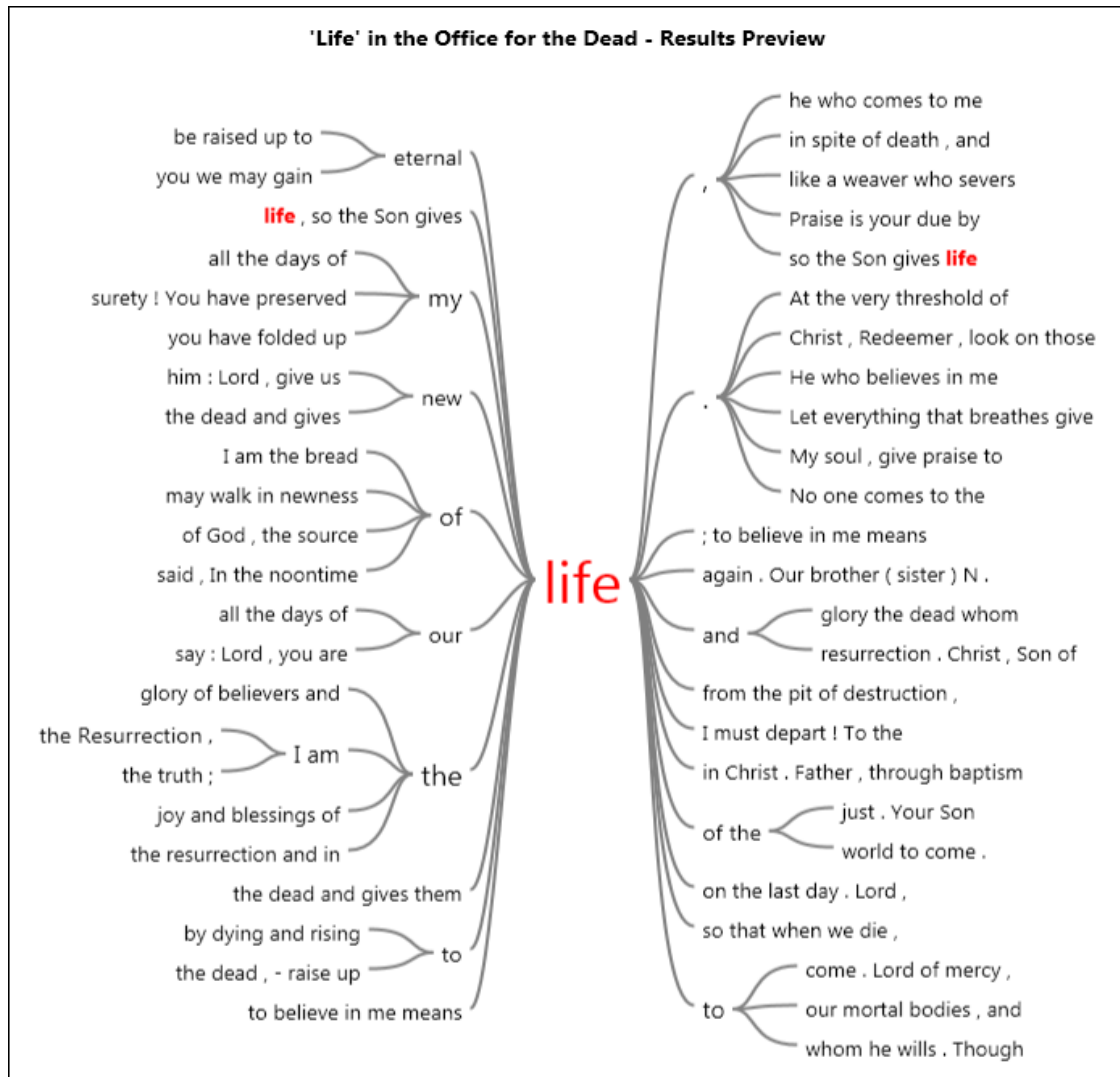 'Life' in the Office for the Dead - Results Preview
be raised up to
you we may gain
eternal
life , so the Son gives
all the days of
surety ! You have preserved
you have folded up
my
him : Lord , give us
the dead and gives
new
I am the bread
may walk in newness
of God , the source
said , In the noontime
of
all the days of
say : Lord , you are
our
glory of believers and
the Resurrection ,
the truth ;
I am
joy and blessings of
the resurrection and in
the
the dead and gives them
by dying and rising
the dead , - raise up
to
to believe in me means
life
,
he who comes to me
in spite of death , and
like a weaver who severs
Praise is your due by
so the Son gives life
.
At the very threshold of
Christ , Redeemer , look on those
He who believes in me
Let everything that breathes give
My soul , give praise to
No one comes to the
; to believe in me means
again . Our brother ( sister ) N .
and
glory the dead whom
resurrection . Christ , Son of
from the pit of destruction ,
I must depart ! To the
in Christ . Father , through baptism
of the
just . Your Son
world to come .
on the last day . Lord ,
so that when we die ,
to
come . Lord of mercy ,
our mortal bodies , and
whom he wills . Though